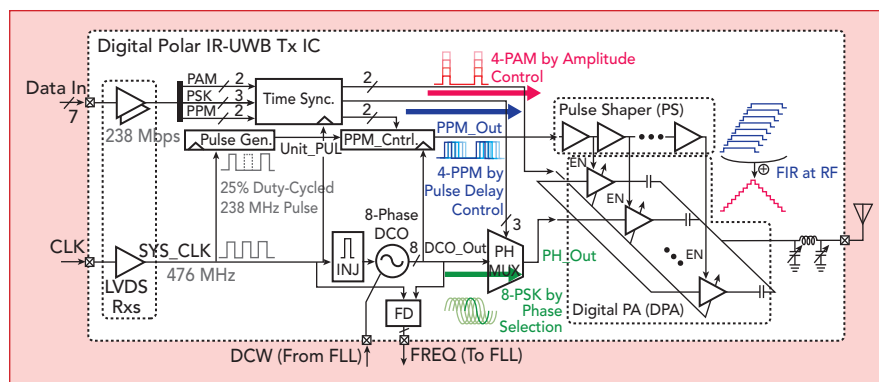 Digital Polar IR-UWB Tx IC
Data In
7
238 Mbps
PAM 2
PSK 3
PPM 2
Time Sync.
2
2
4-PAM by Amplitude
Control
Pulse Gen.
Unit_PUL
PPM_Cntrl.
PPM_Out
4-PPM by
Pulse Delay
Control
25% Duty-Cycled
238 MHz Pulse
Pulse Shaper (PS)
EN
EN
EN
FIR at RF
CLK
LVDS
Rxs
SYS_CLK
476 MHz
INJ
8-Phase
DCO
8 DCO_Out
3
PH
MUX
PH_Out
8-PSK by
Phase
Selection
Digital PA (DPA)
FD
DCW (From FLL)
FREQ (To FLL)